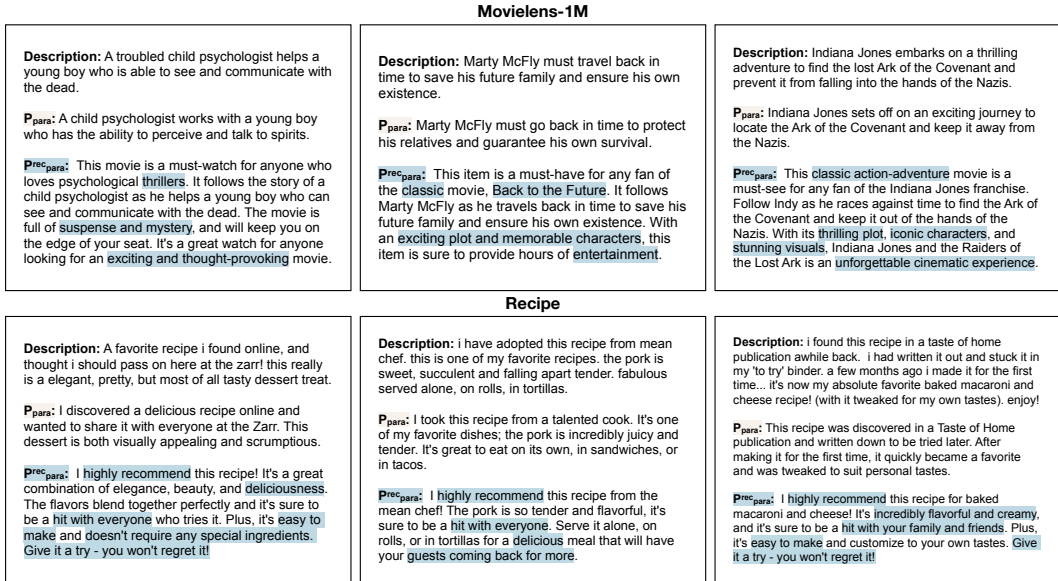 Movielens-1M
Description: A troubled child psychologist helps a
young boy who is able to see and communicate with
the dead.
Ppara: A child psychologist works with a young boy
who has the ability to perceive and talk to spirits.
Precpara: This movie is a must-watch for anyone who
loves psychological thrillers. It follows the story of a
child psychologist as he helps a young boy who can
see and communicate with the dead. The movie is
full of suspense and mystery, and will keep you on
the edge of your seat. It's a great watch for anyone
looking for an exciting and thought-provoking movie.
Description: Marty McFly must travel back in
time to save his future family and ensure his own
existence.
Ppara: Marty McFly must go back in time to protect
his relatives and guarantee his own survival.
Precpara: This item is a must-have for any fan of
the classic movie, Back to the Future. It follows
Marty McFly as he travels back in time to save his
future family and ensure his own existence. With
an exciting plot and memorable characters, this
item is sure to provide hours of entertainment.
Description: Indiana Jones embarks on a thrilling
adventure to find the lost Ark of the Covenant and
prevent it from falling into the hands of the Nazis.
Ppara: Indiana Jones sets off on an exciting journey to
locate the Ark of the Covenant and keep it away from
the Nazis.
Precpara: This classic action-adventure movie is a
must-see for any fan of the Indiana Jones franchise.
Follow Indy as he races against time to find the Ark of
the Covenant and keep it out of the hands of the
Nazis. With its thrilling plot, iconic characters, and
stunning visuals, Indiana Jones and the Raiders of
the Lost Ark is an unforgettable cinematic experience.
Recipe
Description: A favorite recipe i found online, and
thought i should pass on here at the zarr! this really
is a elegant, pretty, but most of all tasty dessert treat.
Ppara: I discovered a delicious recipe online and
wanted to share it with everyone at the Zarr. This
dessert is both visually appealing and scrumptious.
Precpara: I highly recommend this recipe! It's a great
combination of elegance, beauty, and deliciousness.
The flavors blend together perfectly and it's sure to
be a hit with everyone who tries it. Plus, it's easy to
make and doesn't require any special ingredients.
Give it a try - you won't regret it!
Description: i have adopted this recipe from mean
chef. this is one of my favorite recipes. the pork is
sweet, succulent and falling apart tender. fabulous
served alone, on rolls, in tortillas.
Ppara: I took this recipe from a talented cook. It's one
of my favorite dishes; the pork is incredibly juicy and
tender. It's great to eat on its own, in sandwiches, or
in tacos.
Precpara: I highly recommend this recipe from the
mean chef! The pork is so tender and flavorful, it's
sure to be a hit with everyone. Serve it alone, on
rolls, or in tortillas for a delicious meal that will have
your guests coming back for more.
Description: i found this recipe in a taste of home
publication awhile back. i had written it out and stuck it in
my 'to try' binder. a few months ago i made it for the first
time... it's now my absolute favorite baked macaroni and
cheese recipe! (with it tweaked for my own tastes). enjoy!
Ppara: This recipe was discovered in a Taste of Home
publication and written down to be tried later. After
making it for the first time, it quickly became a favorite
and was tweaked to suit personal tastes.
Precpara: I highly recommend this recipe for baked
macaroni and cheese! It's incredibly flavorful and creamy,
and it's sure to be a hit with your family and friends. Plus,
it's easy to make and customize to your own tastes. Give
it a try - you won't regret it!